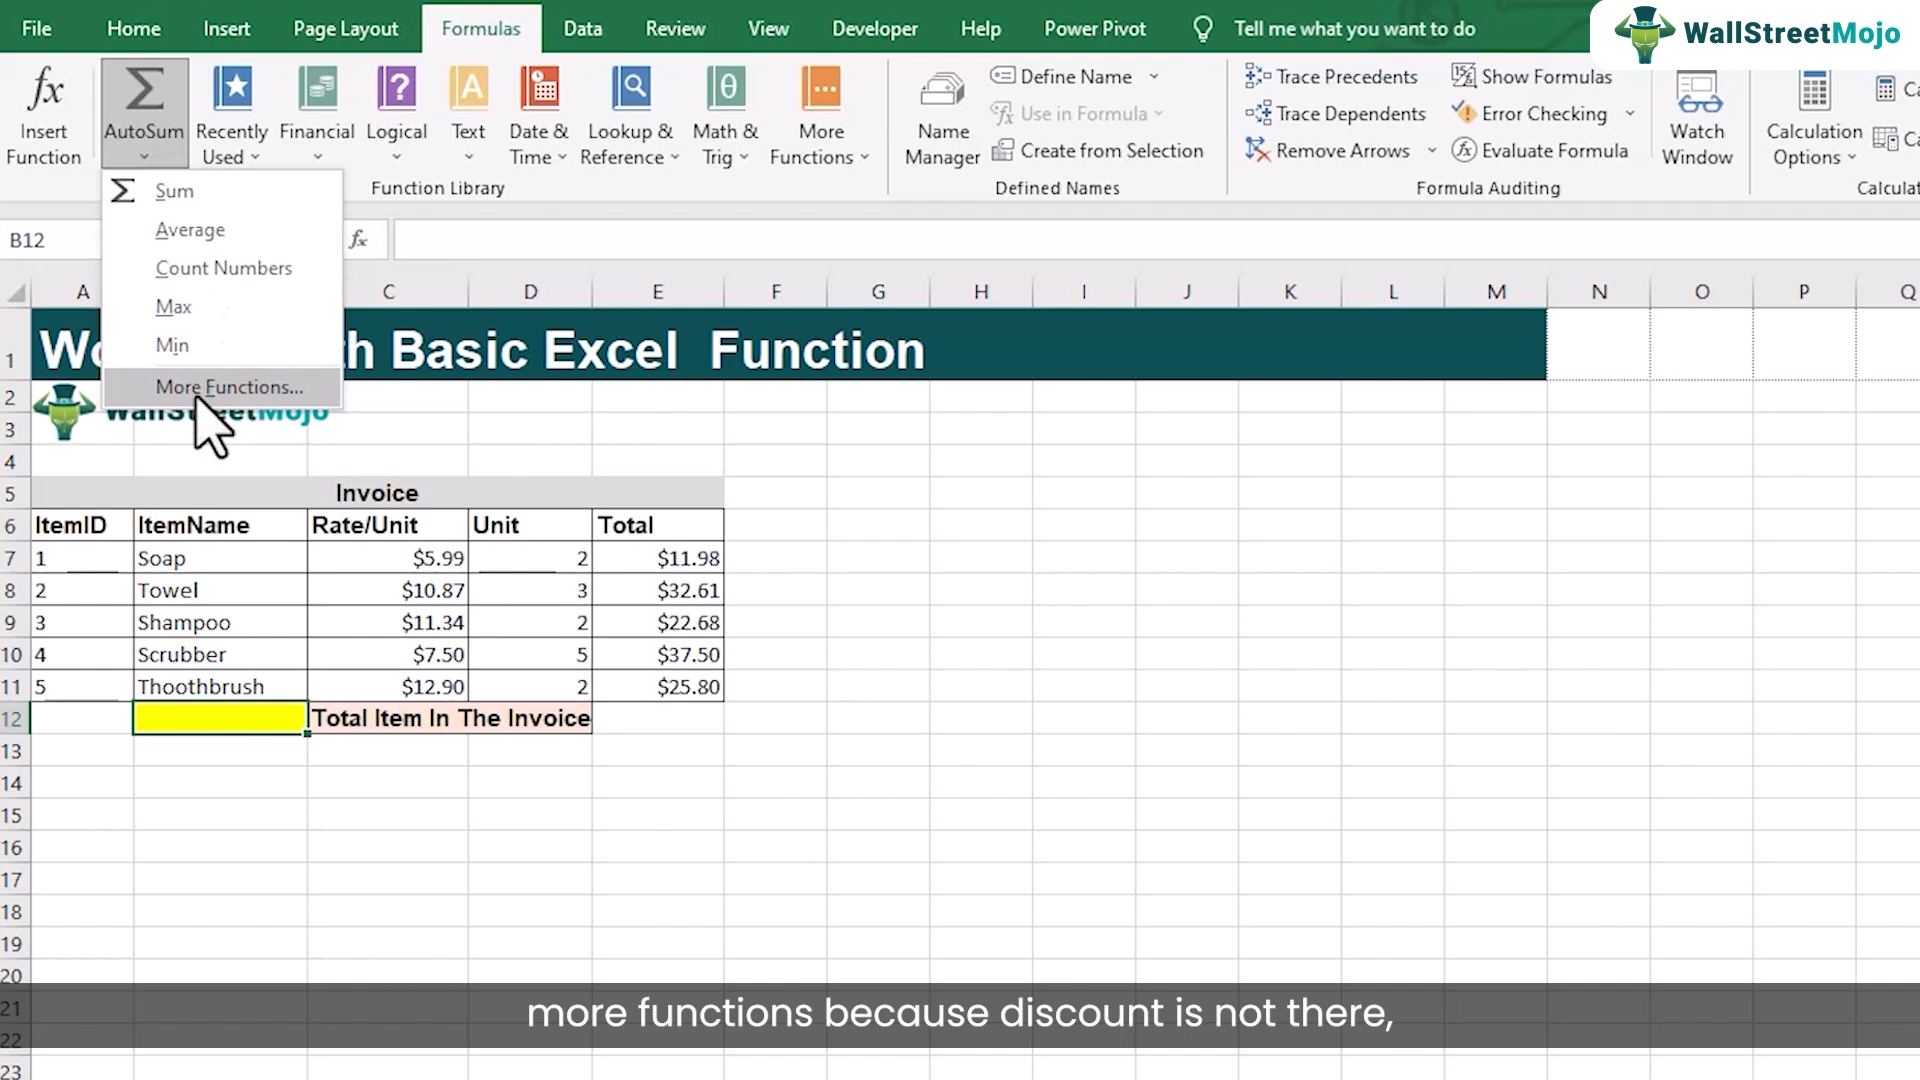 File Home Insert Page Layout Formulas Data Review View Developer Help Power Pivot Tell me what you want to do
WallStreetMojo
fx Insert Function
Σ AutoSum
Recently Used
Financial
Logical
? 
A Text
Date & Time
Lookup & Reference
θ Math & Trig
More Functions
Function Library
Name Manager
Define Name
fx Use in Formula
Create from Selection
Defined Names
Trace Precedents
Trace Dependents
Remove Arrows
Show Formulas
Error Checking
fx Evaluate Formula
Formula Auditing
Watch Window
Calculation Options
Σ Sum
Average
Count Numbers
Max
Min
More Functions...
B12 fx
A C D E F G H I J K L M N O P Q
1 th Basic Excel Function
2
3 WallStreetMojo
4
5 Invoice
6 ItemID ItemName Rate/Unit Unit Total
7 1 Soap $5.99 2 $11.98
8 2 Towel $10.87 3 $32.61
9 3 Shampoo $11.34 2 $22.68
10 4 Scrubber $7.50 5 $37.50
11 5 Thoothbrush $12.90 2 $25.80
12 Total Item In The Invoice
13
14
15
16
17
18
19
20
21
22
23
more functions because discount is not there,